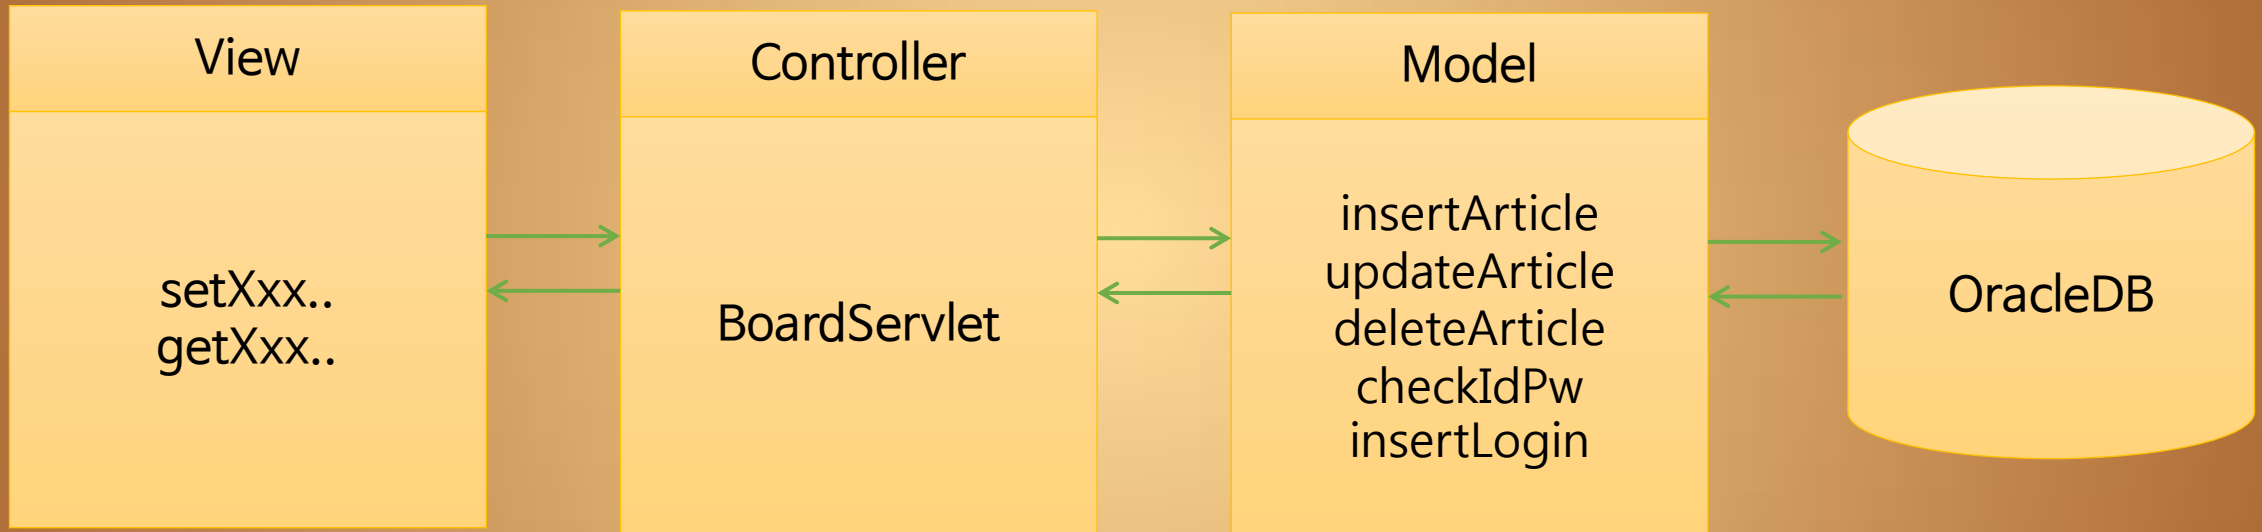 View
setXxx..
getXxx..
Controller
BoardServlet
Model
insertArticle
updateArticle
deleteArticle
checkIdPw
insertLogin
OracleDB